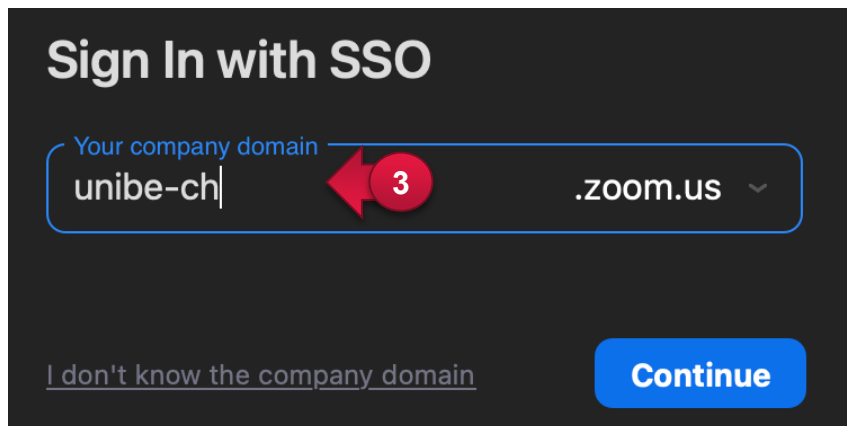 Sign In with SSO
Your company domain
unibe-ch 3 .zoom.us
I don't know the company domain Continue